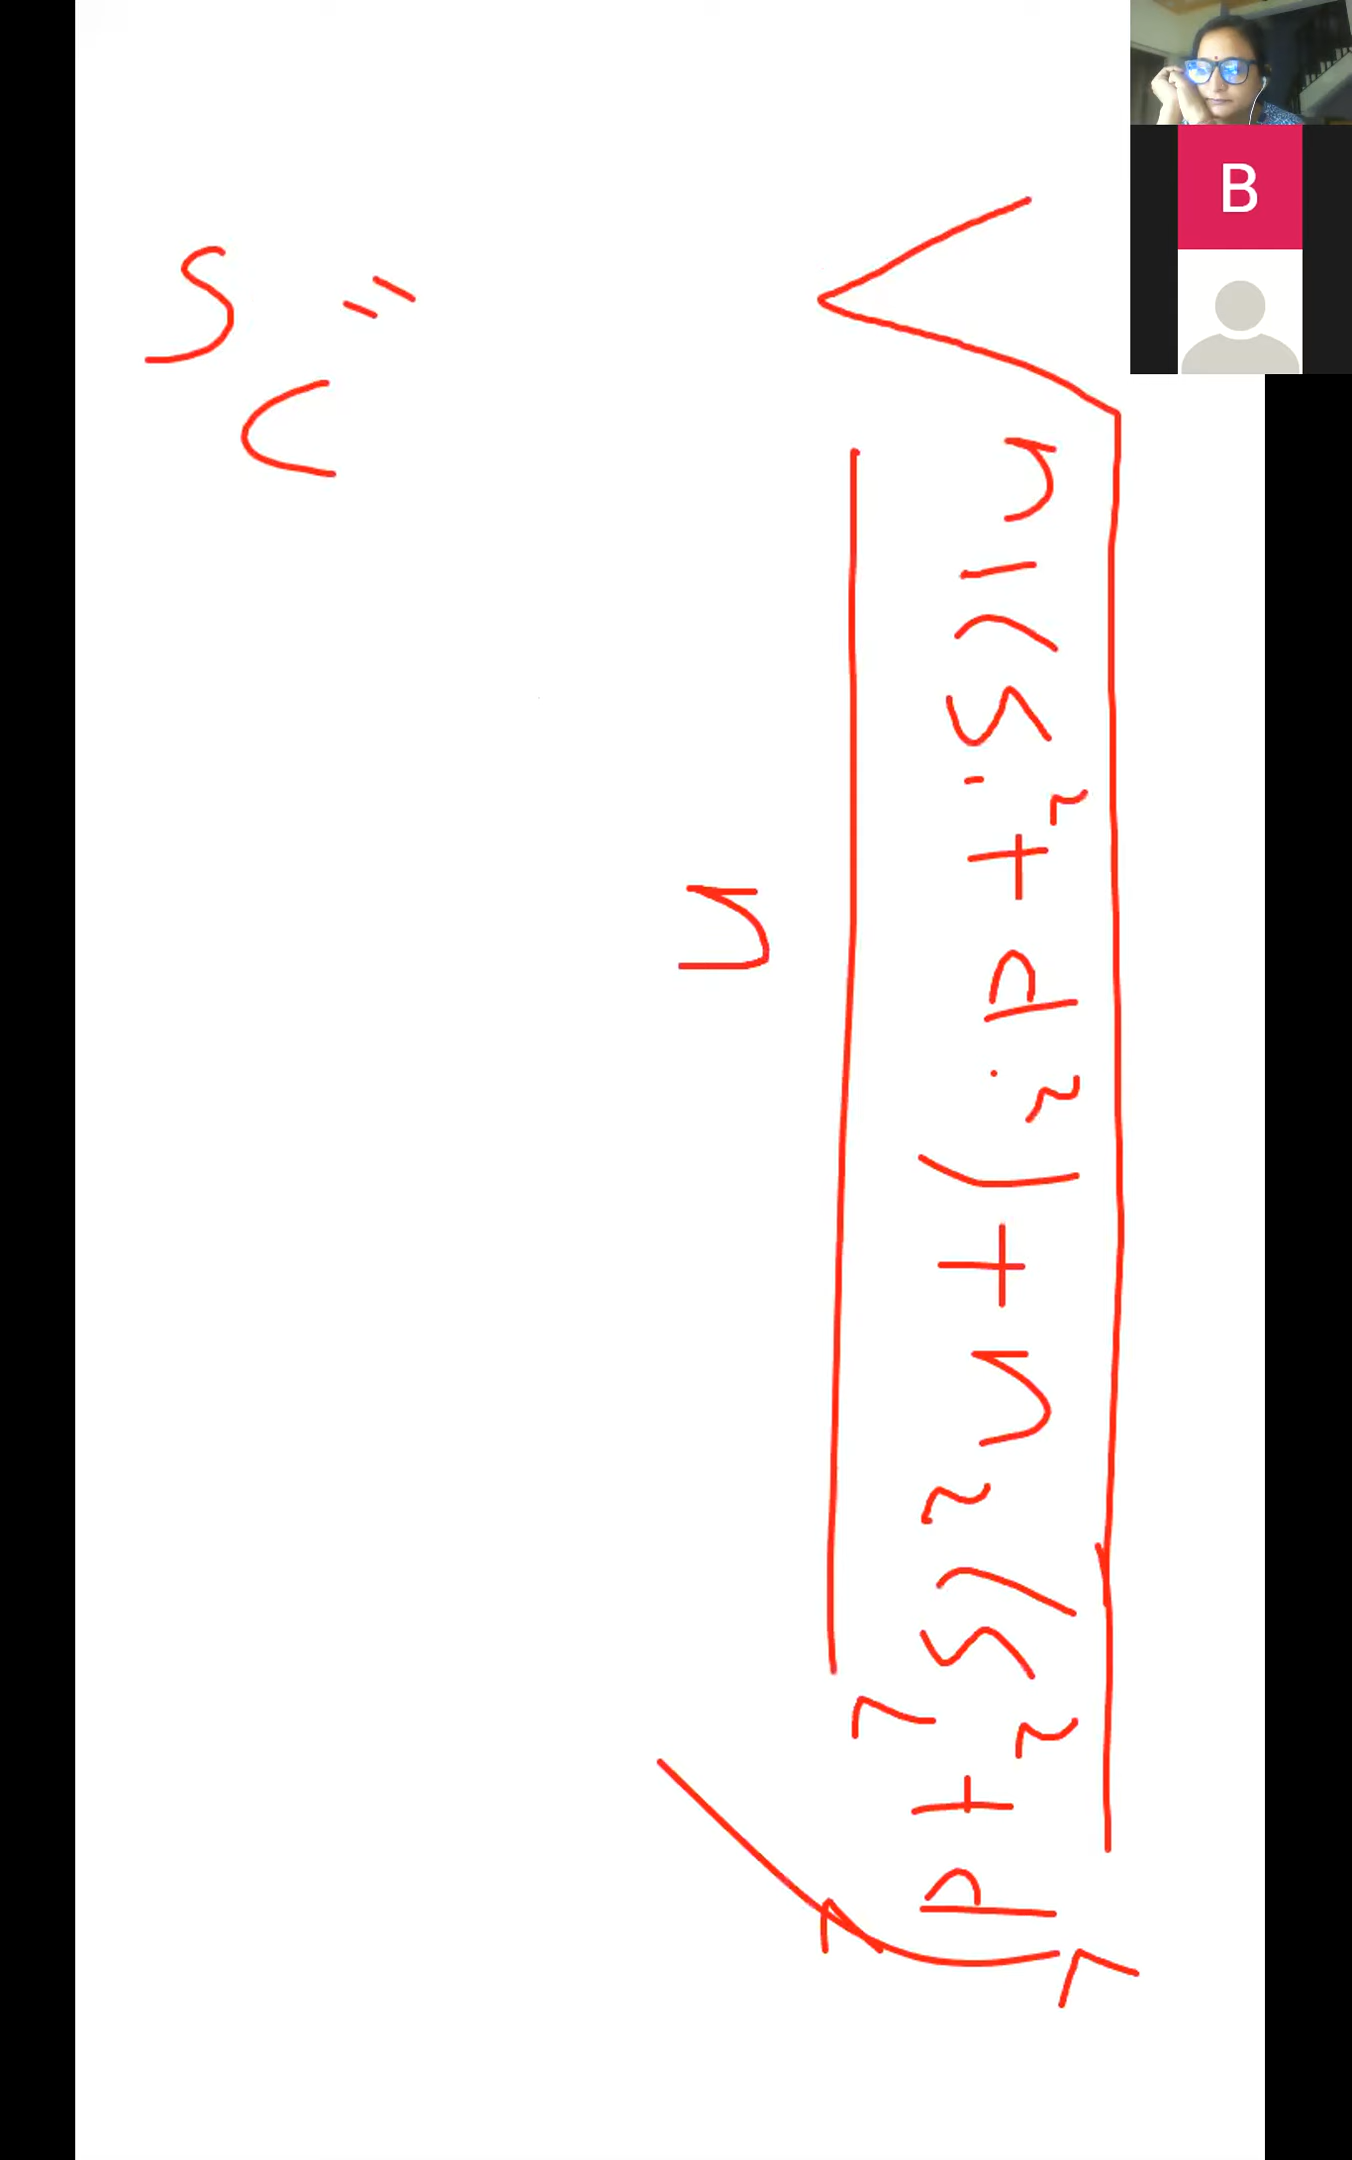 B
S_c =
√ n₁(s₁² + d₁²) + n₂(s₂² + d₂²)
n